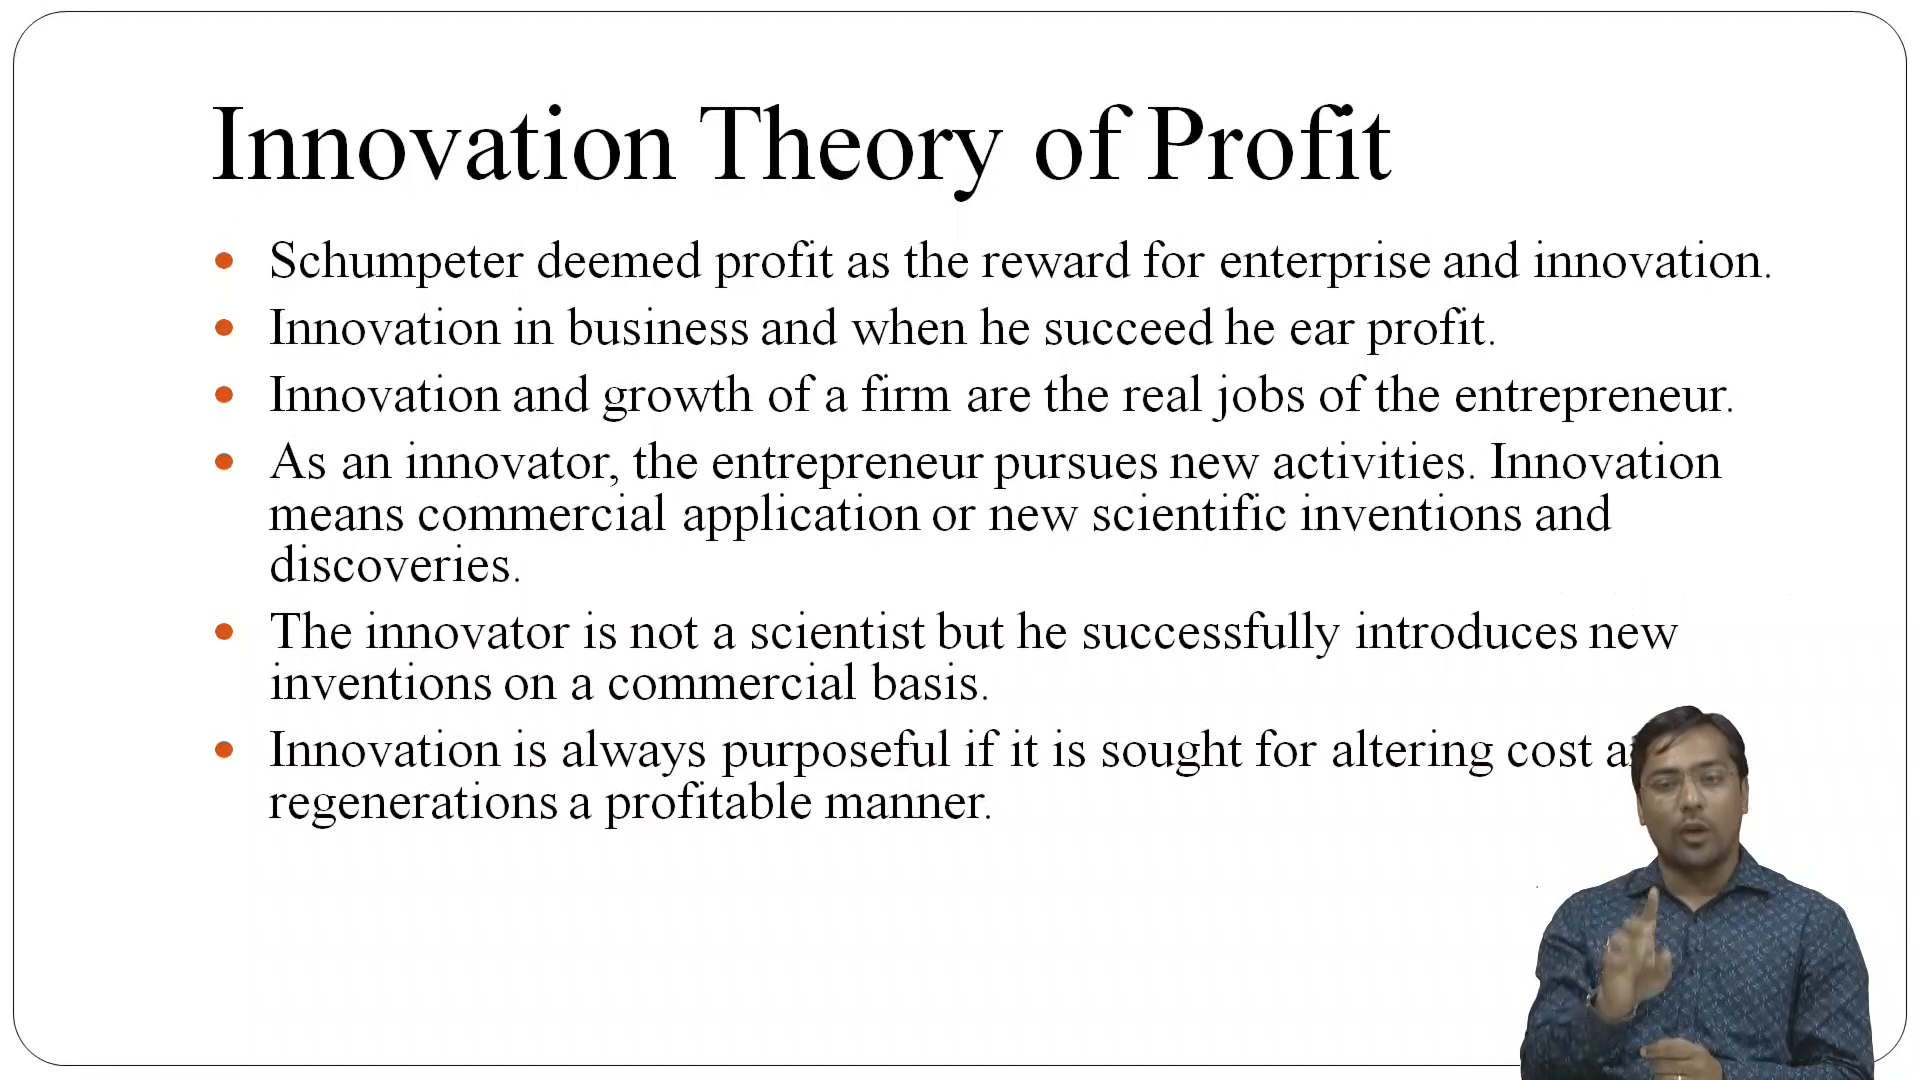 Innovation Theory of Profit
Schumpeter deemed profit as the reward for enterprise and innovation.
Innovation in business and when he succeed he ear profit.
Innovation and growth of a firm are the real jobs of the entrepreneur.
As an innovator, the entrepreneur pursues new activities. Innovation
means commercial application or new scientific inventions and
discoveries.
The innovator is not a scientist but he successfully introduces new
inventions on a commercial basis.
Innovation is always purposeful if it is sought for altering cost
regenerations a profitable manner.